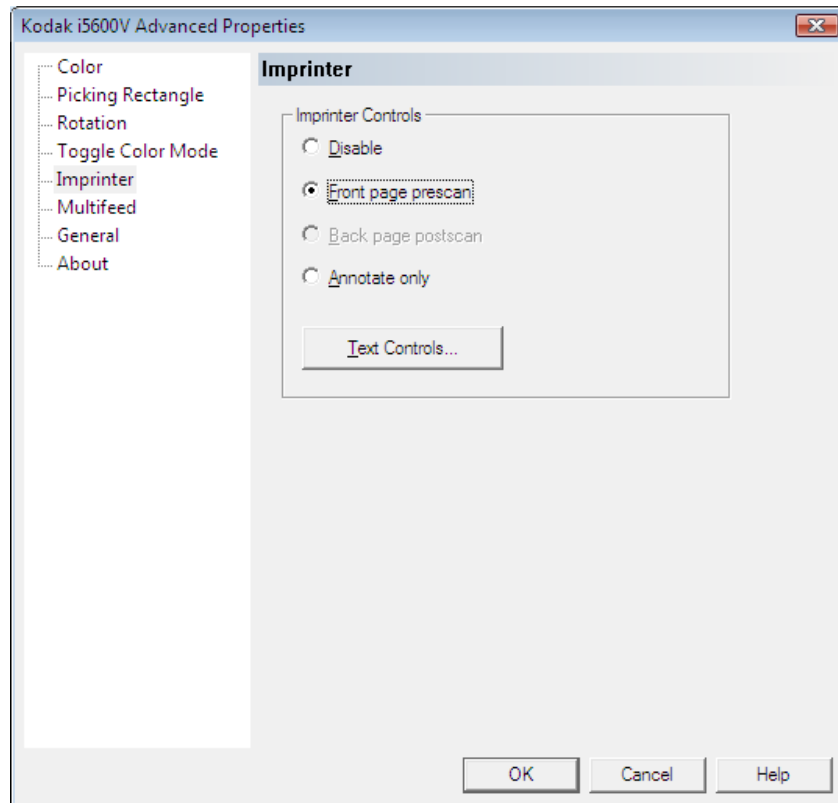 Kodak i5600V Advanced Properties
Color
Picking Rectangle
Rotation
Toggle Color Mode
Imprinter
Multifeed
General
About
Imprinter
Imprinter Controls
Disable
Front page prescan
Back page postscan
Annotate only
Text Controls...
OK Cancel Help